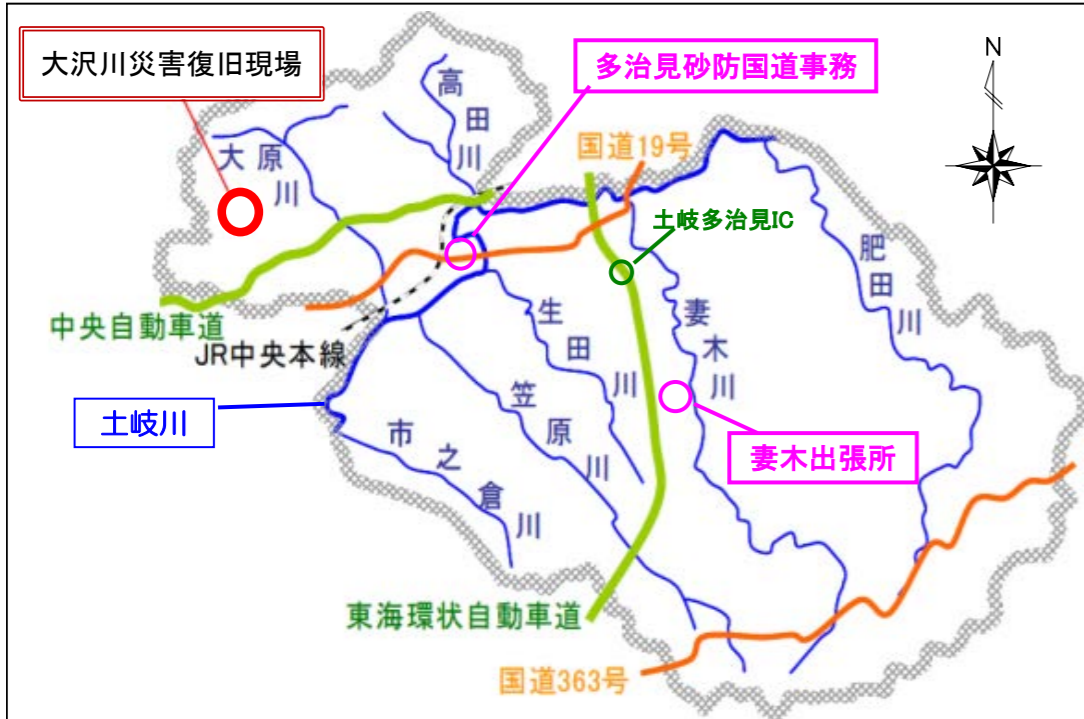 大沢川災害復旧現場
多治見砂防国道事務
N
高田川
国道19号
大原川
土岐多治見IC
肥田川
中央自動車道
生田川
妻木川
JR中央本線
笠原川
土岐川
市之倉川
妻木出張所
東海環状自動車道
国道363号